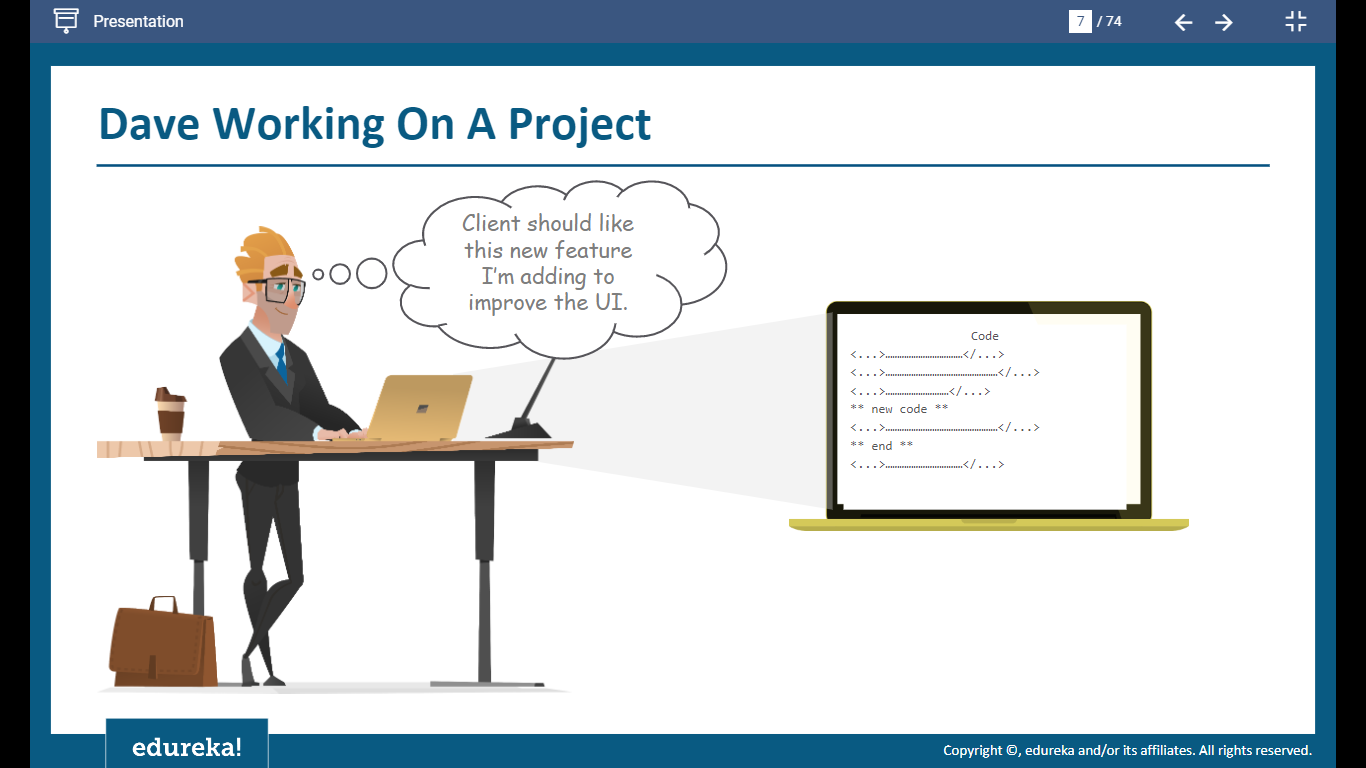 Presentation
7 / 74
Dave Working On A Project
Client should like
this new feature
I'm adding to
improve the UI.
Code
<...>…………………………</...>
<...>……………………………………</...>
<...>……………………</...>
** new code **
<...>……………………………………</...>
** end **
<...>…………………………</...>
edureka!
Copyright ©, edureka and/or its affiliates. All rights reserved.